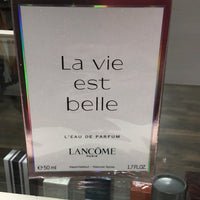 La vie
est
belle
L'EAU DE PARFUM
LANCÔME
PARIS
℮ 50 ml 1.7 FL.OZ.